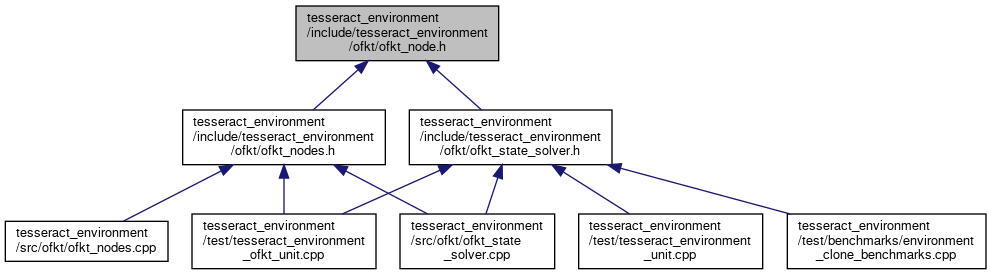 tesseract_environment
/include/tesseract_environment
/ofkt/ofkt_node.h
tesseract_environment
/include/tesseract_environment
/ofkt/ofkt_nodes.h
tesseract_environment
/include/tesseract_environment
/ofkt/ofkt_state_solver.h
tesseract_environment
/src/ofkt/ofkt_nodes.cpp
tesseract_environment
/test/tesseract_environment
_ofkt_unit.cpp
tesseract_environment
/src/ofkt/ofkt_state
_solver.cpp
tesseract_environment
/test/tesseract_environment
_unit.cpp
tesseract_environment
/test/benchmarks/environment
_clone_benchmarks.cpp